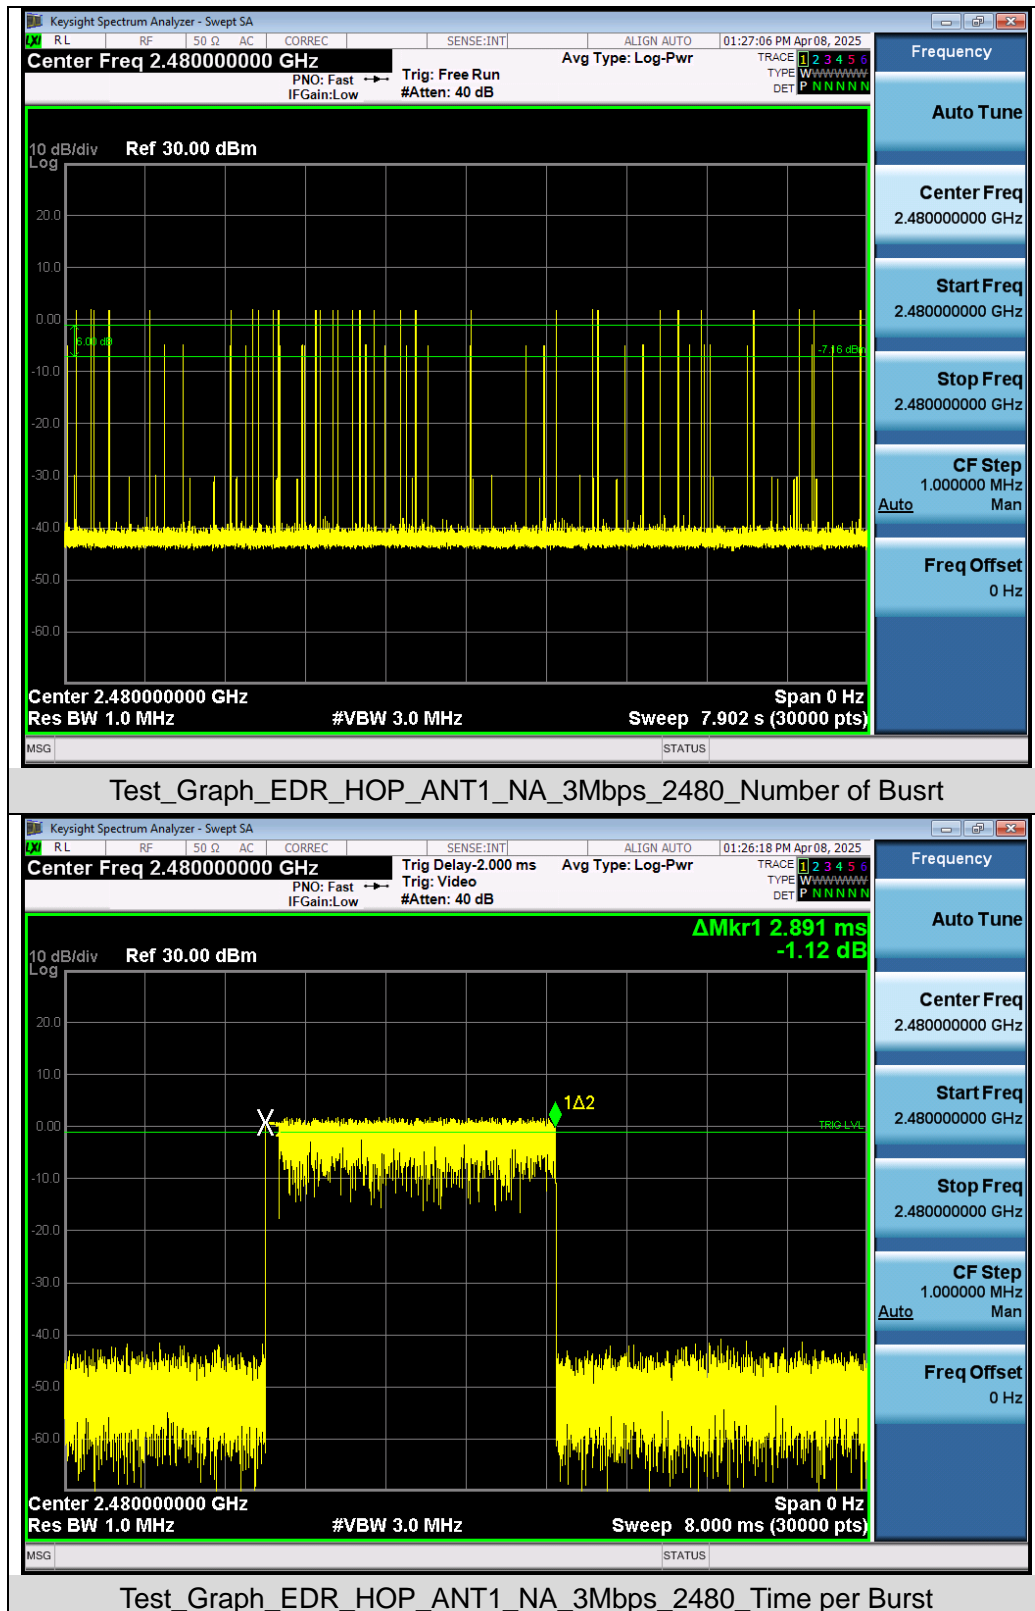 Keysight Spectrum Analyzer - Swept SA
LXI RL RF 50 Ω AC CORREC SENSE:INT ALIGN AUTO 01:27:06 PM Apr 08, 2025
Center Freq 2.480000000 GHz
PNO: Fast
IFGain:Low
Trig: Free Run
#Atten: 40 dB
Avg Type: Log-Pwr
TRACE 1 2 3 4 5 6
TYPE WWWWWW
DET P N N N N N
10 dB/div
Log
Ref 30.00 dBm
20.0
10.0
0.00
-10.0
-20.0
-30.0
-40.0
-50.0
-60.0
6.00 dB
-7.16 dBm
Center 2.480000000 GHz
Span 0 Hz
Res BW 1.0 MHz
#VBW 3.0 MHz
Sweep 7.902 s (30000 pts)
MSG
STATUS
Frequency
Auto Tune
Center Freq
2.480000000 GHz
Start Freq
2.480000000 GHz
Stop Freq
2.480000000 GHz
CF Step
1.000000 MHz
Auto Man
Freq Offset
0 Hz
Test_Graph_EDR_HOP_ANT1_NA_3Mbps_2480_Number of Busrt
Keysight Spectrum Analyzer - Swept SA
LXI RL RF 50 Ω AC CORREC SENSE:INT ALIGN AUTO 01:26:18 PM Apr 08, 2025
Center Freq 2.480000000 GHz
PNO: Fast
IFGain:Low
Trig Delay-2.000 ms
Trig: Video
#Atten: 40 dB
Avg Type: Log-Pwr
TRACE 1 2 3 4 5 6
TYPE WWWWWW
DET P N N N N N
ΔMkr1 2.891 ms
-1.12 dB
10 dB/div
Log
Ref 30.00 dBm
20.0
10.0
0.00
-10.0
-20.0
-30.0
-40.0
-50.0
-60.0
X
1Δ2
TRIG LVL
Center 2.480000000 GHz
Span 0 Hz
Res BW 1.0 MHz
#VBW 3.0 MHz
Sweep 8.000 ms (30000 pts)
MSG
STATUS
Frequency
Auto Tune
Center Freq
2.480000000 GHz
Start Freq
2.480000000 GHz
Stop Freq
2.480000000 GHz
CF Step
1.000000 MHz
Auto Man
Freq Offset
0 Hz
Test_Graph_EDR_HOP_ANT1_NA_3Mbps_2480_Time per Burst